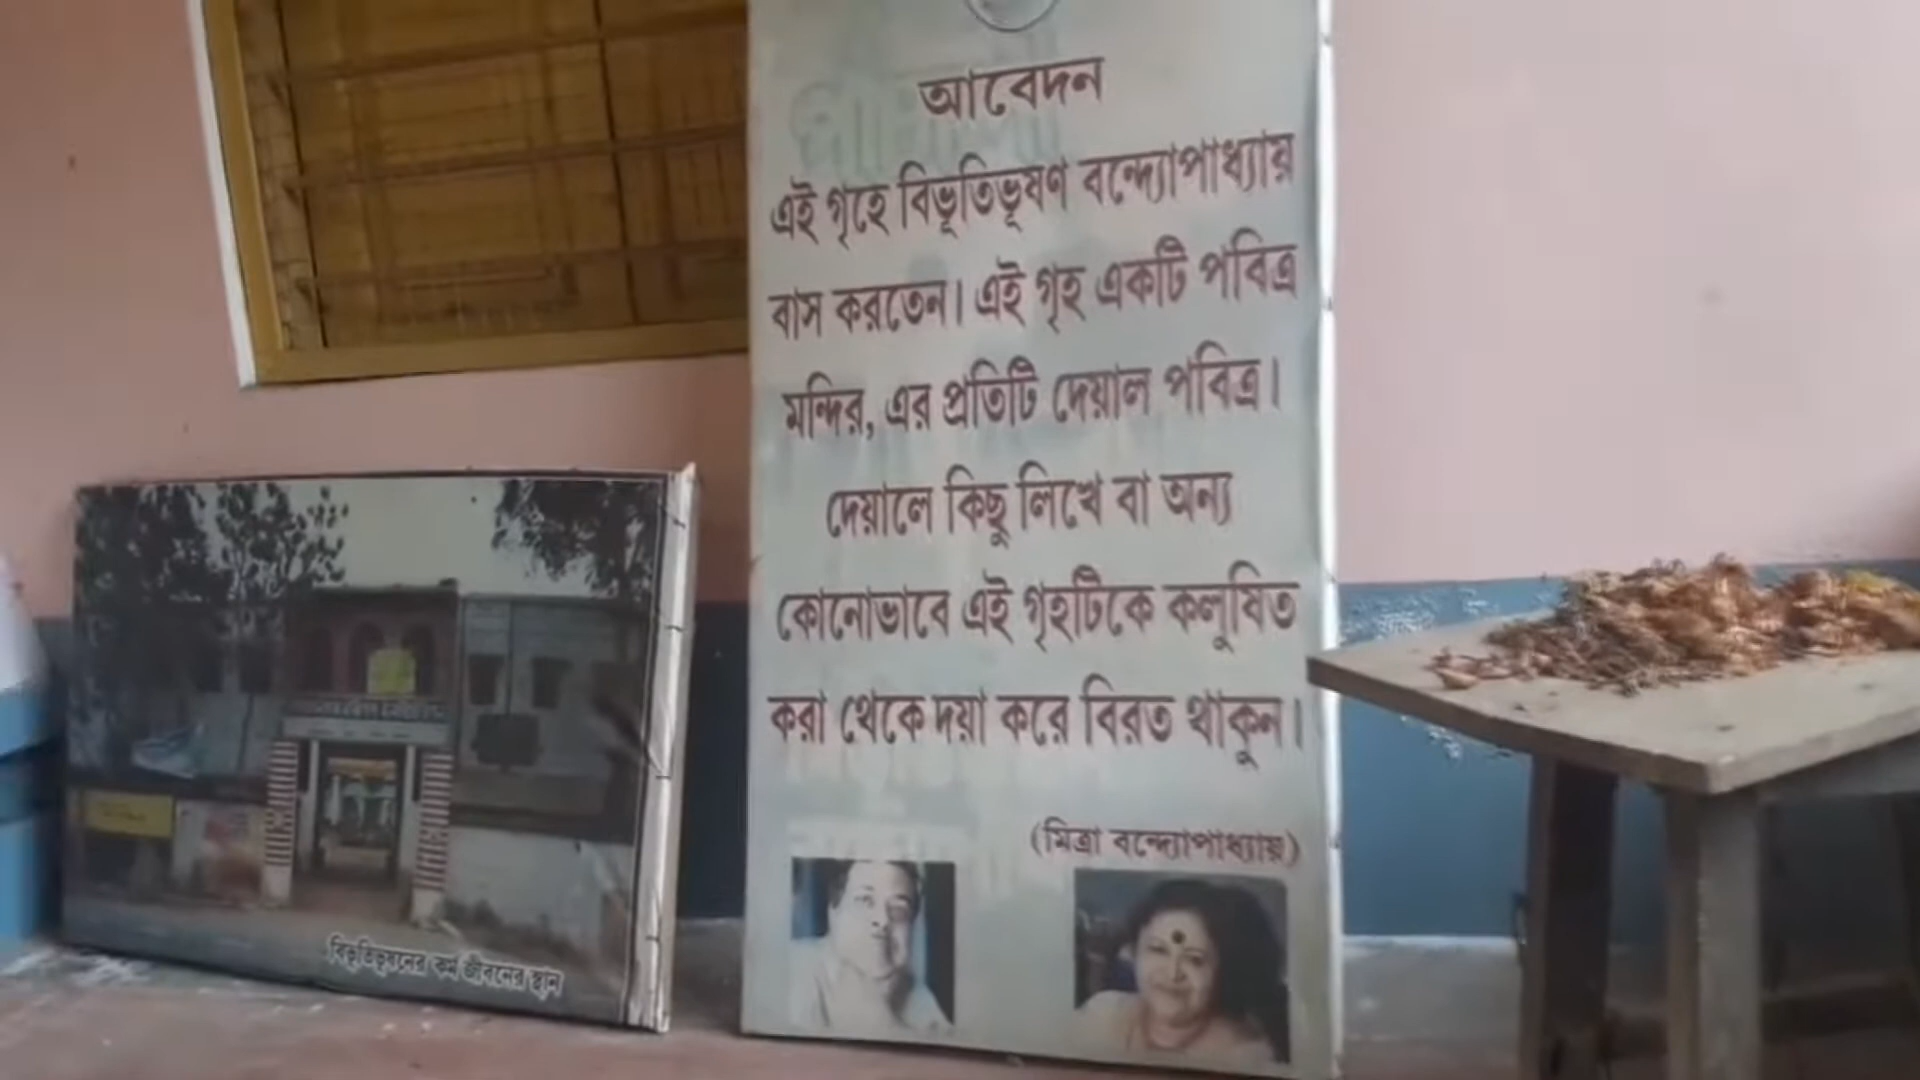 আবেদন
এই গৃহে বিভূতিভূষণ বন্দ্যোপাধ্যায়
বাস করতেন। এই গৃহ একটি পবিত্র
মন্দির, এর প্রতিটি দেয়াল পবিত্র।
দেয়ালে কিছু লিখে বা অন্য
কোনোভাবে এই গৃহটিকে কলুষিত
করা থেকে দয়া করে বিরত থাকুন।
(মিত্রা বন্দ্যোপাধ্যায়)
বিভূতিভূষনের কর্ম জীবনের স্থান